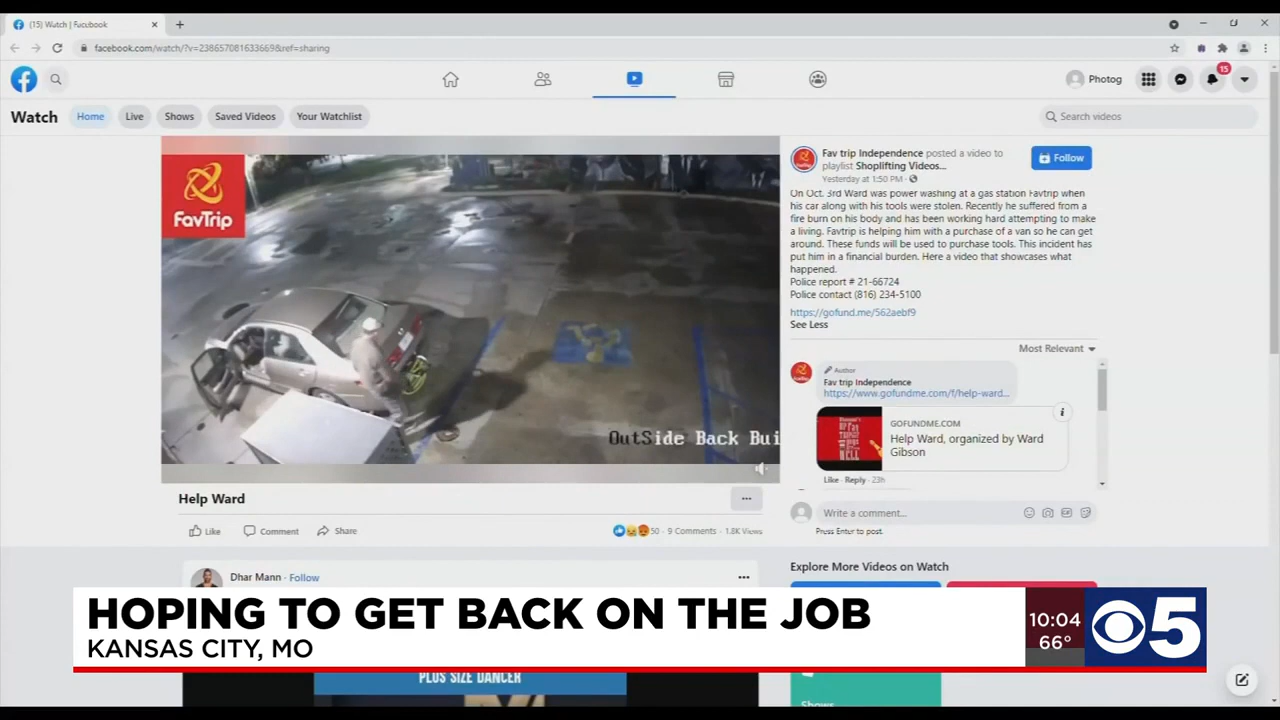 (15) Watch | Facebook
facebook.com/watch/?v=238657081633669&ref=sharing
Photog
15
Watch
Home
Live
Shows
Saved Videos
Your Watchlist
Search videos
FavTrip
OutSide Back Bui
Fav trip Independence posted a video to
playlist Shoplifting Videos...
Yesterday at 1:50 PM ·
Follow
On Oct. 3rd Ward was power washing at a gas station Favtrip when
his car along with his tools were stolen. Recently he suffered from a
fire burn on his body and has been working hard attempting to make
a living. Favtrip is helping him with a purchase of a van so he can get
around. These funds will be used to purchase tools. This incident has
put him in a financial burden. Here a video that showcases what
happened.
Police report # 21-66724
Police contact (816) 234-5100
https://gofund.me/562aebf9
See Less
Most Relevant
Author
Fav trip Independence
https://www.gofundme.com/f/help-ward...
GOFUNDME.COM
Help Ward, organized by Ward
Gibson
Like · Reply · 23h
Help Ward
Like
Comment
Share
50 · 9 Comments · 1.8K Views
Write a comment...
Press Enter to post.
Explore More Videos on Watch
Dhar Mann · Follow
HOPING TO GET BACK ON THE JOB
KANSAS CITY, MO
10:04
66°
5
PLUS SIZE DANCER
Shows